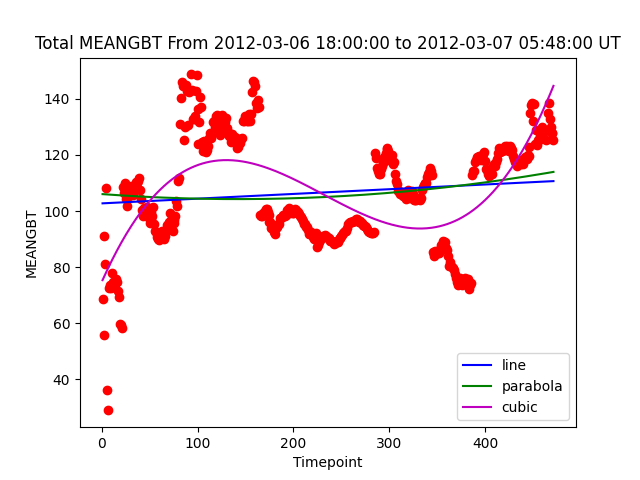 Total MEANGBT From 2012-03-06 18:00:00 to 2012-03-07 05:48:00 UT
MEANGBT
140
120
100
80
60
40
0 100 200 300 400
Timepoint
line
parabola
cubic